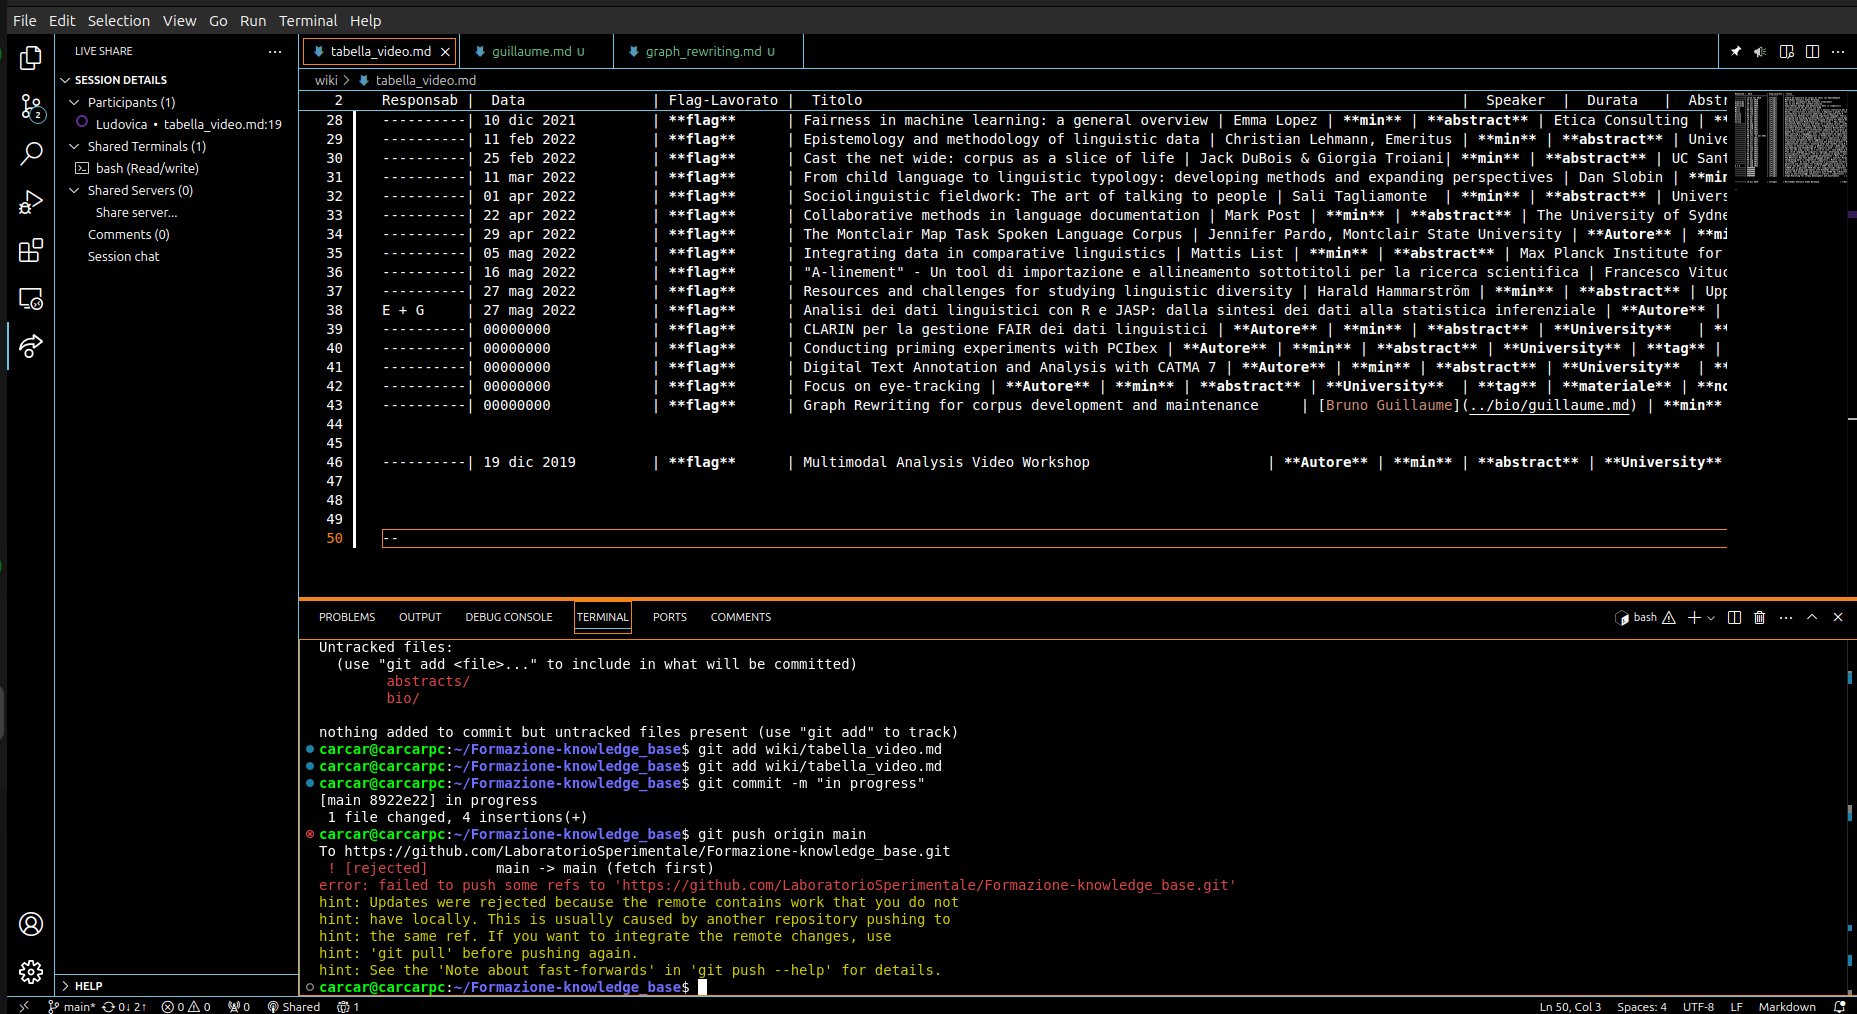 File Edit Selection View Go Run Terminal Help
LIVE SHARE ···
SESSION DETAILS
Participants (1)
Ludovica • tabella_video.md:19
Shared Terminals (1)
bash (Read/write)
Shared Servers (0)
Share server...
Comments (0)
Session chat
HELP
2
tabella_video.md
guillaume.md U
graph_rewriting.md U
wiki > tabella_video.md
2 Responsab | Data | Flag-Lavorato | Titolo | Speaker | Durata | Abstr
28 ----------| 10 dic 2021 | **flag** | Fairness in machine learning: a general overview | Emma Lopez | **min** | **abstract** | Etica Consulting | **
29 ----------| 11 feb 2022 | **flag** | Epistemology and methodology of linguistic data | Christian Lehmann, Emeritus | **min** | **abstract** | Unive
30 ----------| 25 feb 2022 | **flag** | Cast the net wide: corpus as a slice of life | Jack DuBois & Giorgia Troiani| **min** | **abstract** | UC Sant
31 ----------| 11 mar 2022 | **flag** | From child language to linguistic typology: developing methods and expanding perspectives | Dan Slobin | **min
32 ----------| 01 apr 2022 | **flag** | Sociolinguistic fieldwork: The art of talking to people | Sali Tagliamonte | **min** | **abstract** | Univers
33 ----------| 22 apr 2022 | **flag** | Collaborative methods in language documentation | Mark Post | **min** | **abstract** | The University of Sydne
34 ----------| 29 apr 2022 | **flag** | The Montclair Map Task Spoken Language Corpus | Jennifer Pardo, Montclair State University | **Autore** | **mi
35 ----------| 05 mag 2022 | **flag** | Integrating data in comparative linguistics | Mattis List | **min** | **abstract** | Max Planck Institute for
36 ----------| 16 mag 2022 | **flag** | "A-linement" - Un tool di importazione e allineamento sottotitoli per la ricerca scientifica | Francesco Vituc
37 ----------| 27 mag 2022 | **flag** | Resources and challenges for studying linguistic diversity | Harald Hammarström | **min** | **abstract** | Upp
38 E + G | 27 mag 2022 | **flag** | Analisi dei dati linguistici con R e JASP: dalla sintesi dei dati alla statistica inferenziale | **Autore** |
39 ----------| 00000000 | **flag** | CLARIN per la gestione FAIR dei dati linguistici | **Autore** | **min** | **abstract** | **University** | **
40 ----------| 00000000 | **flag** | Conducting priming experiments with PCIbex | **Autore** | **min** | **abstract** | **University** | **tag** |
41 ----------| 00000000 | **flag** | Digital Text Annotation and Analysis with CATMA 7 | **Autore** | **min** | **abstract** | **University** | **
42 ----------| 00000000 | **flag** | Focus on eye-tracking | **Autore** | **min** | **abstract** | **University** | **tag** | **materiale** | **no
43 ----------| 00000000 | **flag** | Graph Rewriting for corpus development and maintenance | [Bruno Guillaume](../bio/guillaume.md) | **min**
44
45
46 ----------| 19 dic 2019 | **flag** | Multimodal Analysis Video Workshop | **Autore** | **min** | **abstract** | **University**
47
48
49
50 --
PROBLEMS OUTPUT DEBUG CONSOLE TERMINAL PORTS COMMENTS
bash
Untracked files:
(use "git add <file>..." to include in what will be committed)
abstracts/
bio/
nothing added to commit but untracked files present (use "git add" to track)
carcar@carcarpc:~/Formazione-knowledge_base$ git add wiki/tabella_video.md
carcar@carcarpc:~/Formazione-knowledge_base$ git add wiki/tabella_video.md
carcar@carcarpc:~/Formazione-knowledge_base$ git commit -m "in progress"
[main 8922e22] in progress
1 file changed, 4 insertions(+)
carcar@carcarpc:~/Formazione-knowledge_base$ git push origin main
To https://github.com/LaboratorioSperimentale/Formazione-knowledge_base.git
! [rejected] main -> main (fetch first)
error: failed to push some refs to 'https://github.com/LaboratorioSperimentale/Formazione-knowledge_base.git'
hint: Updates were rejected because the remote contains work that you do not
hint: have locally. This is usually caused by another repository pushing to
hint: the same ref. If you want to integrate the remote changes, use
hint: 'git pull' before pushing again.
hint: See the 'Note about fast-forwards' in 'git push --help' for details.
carcar@carcarpc:~/Formazione-knowledge_base$
main* 0↓ 2↑ 0 0 0 Shared 1
Ln 50, Col 3 Spaces: 4 UTF-8 LF Markdown